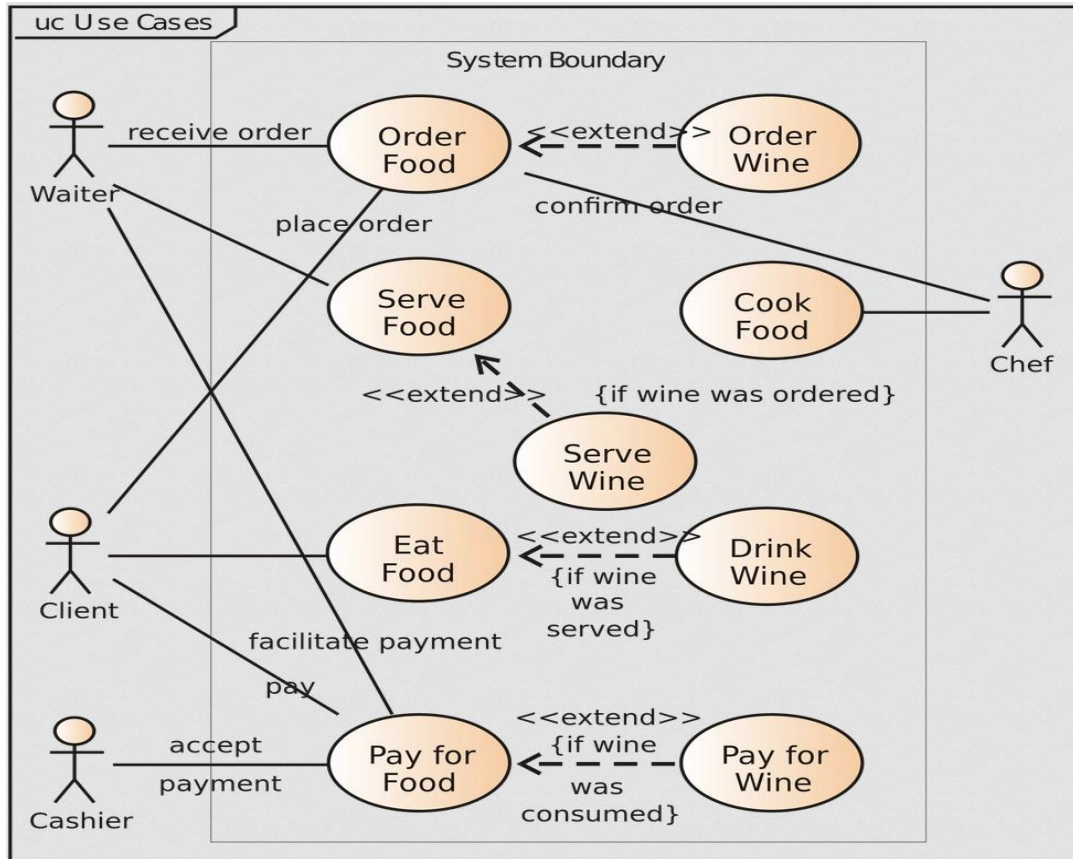 uc Use Cases
System Boundary
receive order
Order
Food
<<extend>>
Order
Wine
Waiter
place order
confirm order
Serve
Food
Cook
Food
Chef
<<extend>>
{if wine was ordered}
Serve
Wine
Eat
Food
<<extend>>
{if wine
was
served}
Drink
Wine
Client
facilitate payment
pay
accept
payment
Pay for
Food
<<extend>>
{if wine
was
consumed}
Pay for
Wine
Cashier